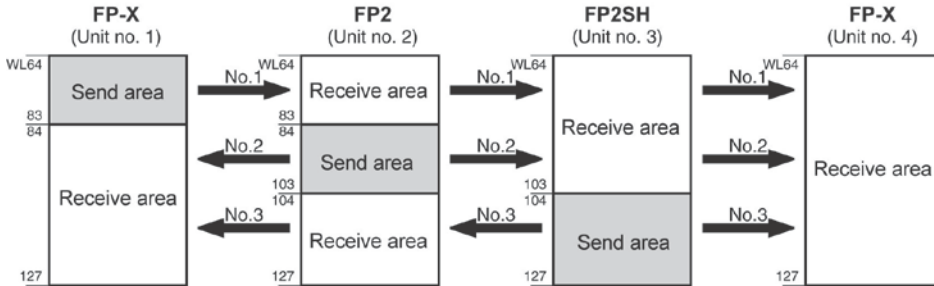 FP-X FP2 FP2SH FP-X
(Unit no. 1) (Unit no. 2) (Unit no. 3) (Unit no. 4)
WL64 WL64 WL64 WL64
No.1 No.1 No.1
Send area Receive area
83 83
84 84
Receive area Receive area
No.2 No.2 No.2
Send area
Receive area
103 103
104 104
No.3 No.3 No.3
Receive area Send area
127 127 127 127